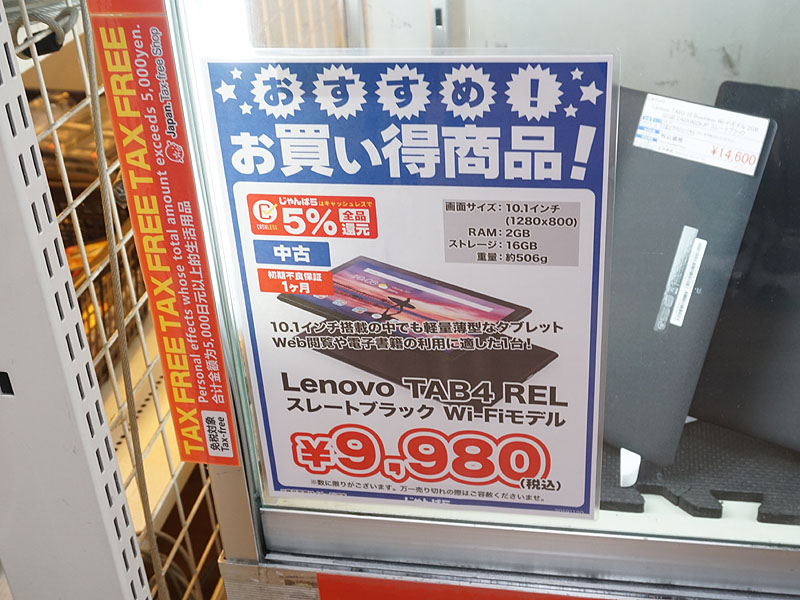 TAX FREE TAX FREE TAX FREE TAX FREE
Personal effects whose total amount exceeds 5,000yen.
合计金额为5,000日元以上的生活用品
Japan. Tax-free Shop
免税対象
Tax-free
おすすめ!
お買い得商品!
じゃんぱらはキャッシュレスで
CASHLESS
5%
全品
還元
中古
初期不良保証
1ヶ月
画面サイズ:10.1インチ
(1280x800)
RAM:2GB
ストレージ:16GB
重量:約506g
10.1インチ搭載の中でも軽量薄型なタブレット
Web閲覧や電子書籍の利用に適した1台!
Lenovo TAB4 REL
スレートブラック Wi-Fiモデル
¥9,980
(税込)
※数に限りがございます。万一売り切れの際はご容赦くださいませ。
じゃんぱら
¥14,600